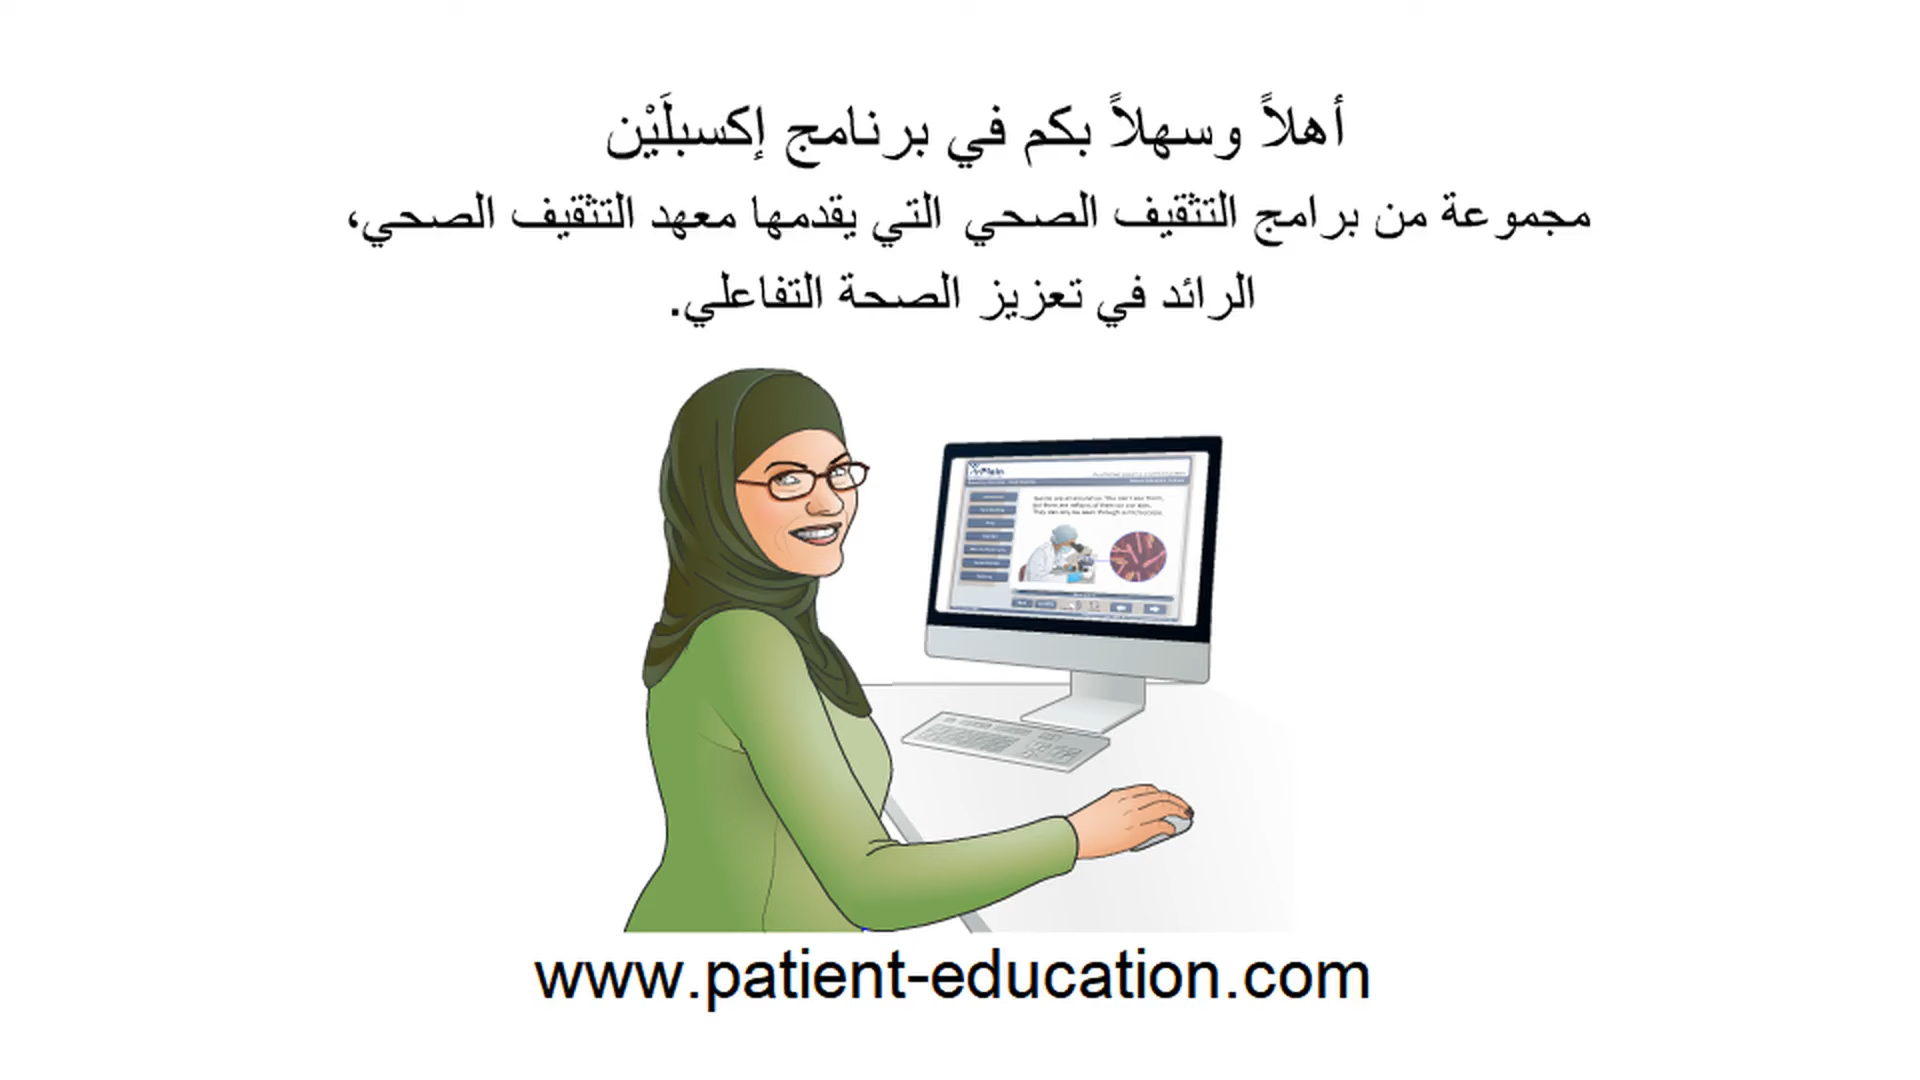 أهلاً وسهلاً بكم في برنامج إكسبلَيْن
مجموعة من برامج التثقيف الصحي التي يقدمها معهد التثقيف الصحي،
الرائد في تعزيز الصحة التفاعلي.
www.patient-education.com